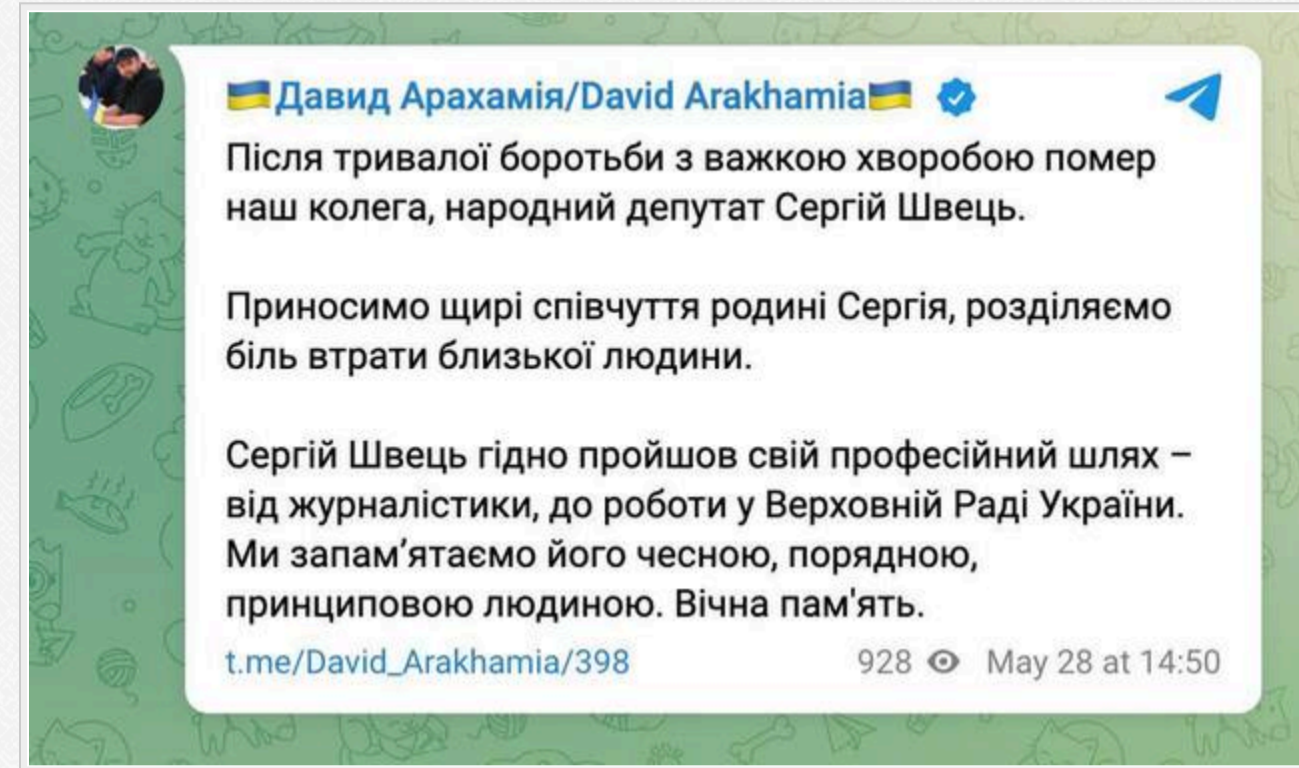 🇺🇦Давид Арахамія/David Arakhamia🇺🇦
Після тривалої боротьби з важкою хворобою помер
наш колега, народний депутат Сергій Швець.
Приносимо щирі співчуття родині Сергія, розділяємо
біль втрати близької людини.
Сергій Швець гідно пройшов свій професійний шлях –
від журналістики, до роботи у Верховній Раді України.
Ми запам’ятаємо його чесною, порядною,
принциповою людиною. Вічна пам'ять.
t.me/David_Arakhamia/398 928 May 28 at 14:50